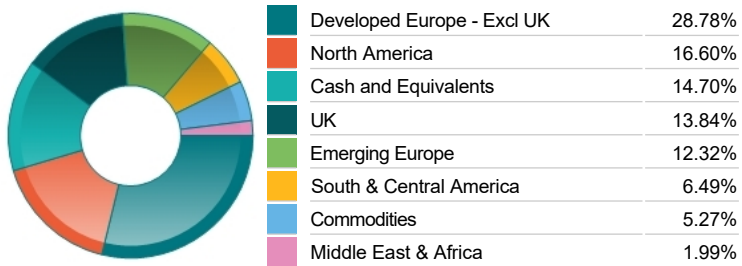 Developed Europe - Excl UK 28.78%
North America 16.60%
Cash and Equivalents 14.70%
UK 13.84%
Emerging Europe 12.32%
South & Central America 6.49%
Commodities 5.27%
Middle East & Africa 1.99%